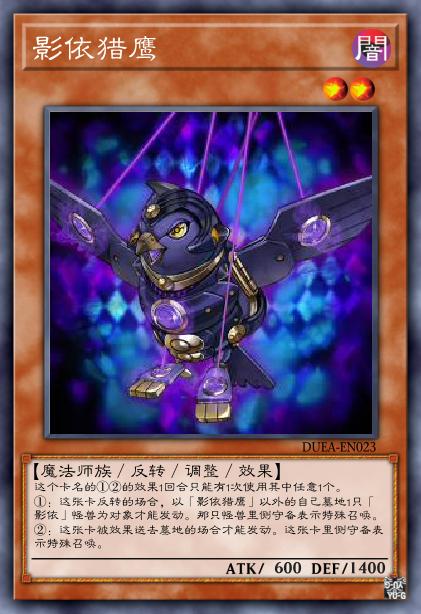 影依猎鹰
闇
DUEA-EN023
【魔法师族／反转／调整／效果】
这个卡名的①②的效果1回合只能有1次使用其中任意1个。
①：这张卡反转的场合，以「影依猎鹰」以外的自己墓地1只「
影依」怪兽为对象才能发动。那只怪兽里侧守备表示特殊召唤。
②：这张卡被效果送去墓地的场合才能发动。这张卡里侧守备表
示特殊召唤。
ATK/ 600 DEF/1400